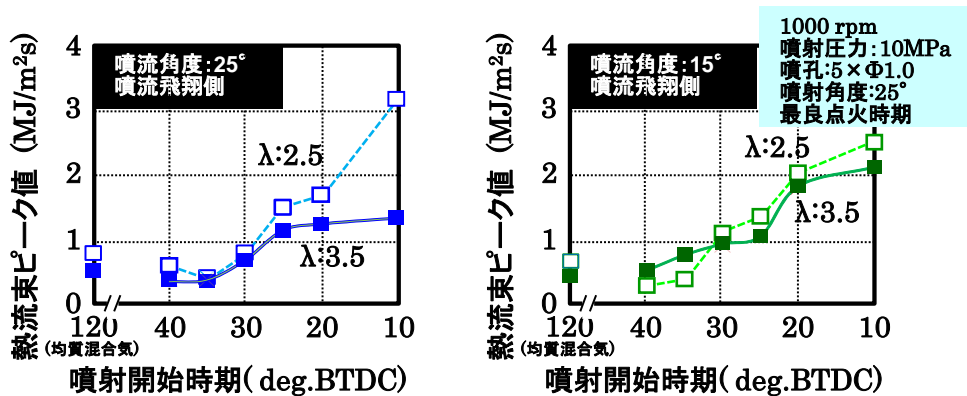 噴流角度:25°
噴流飛翔側
熱流束ピーク値 (MJ/m²s)
4
3
2
1
0
λ:2.5
λ:3.5
120 40 30 20 10
(均質混合気)
噴射開始時期( deg.BTDC)
1000 rpm
噴射圧力:10MPa
噴孔:5×Φ1.0
噴射角度:25°
最良点火時期
噴流角度:15°
噴流飛翔側
熱流束ピーク値 (MJ/m²s)
4
3
2
1
0
λ:2.5
λ:3.5
120 40 30 20 10
(均質混合気)
噴射開始時期( deg.BTDC)